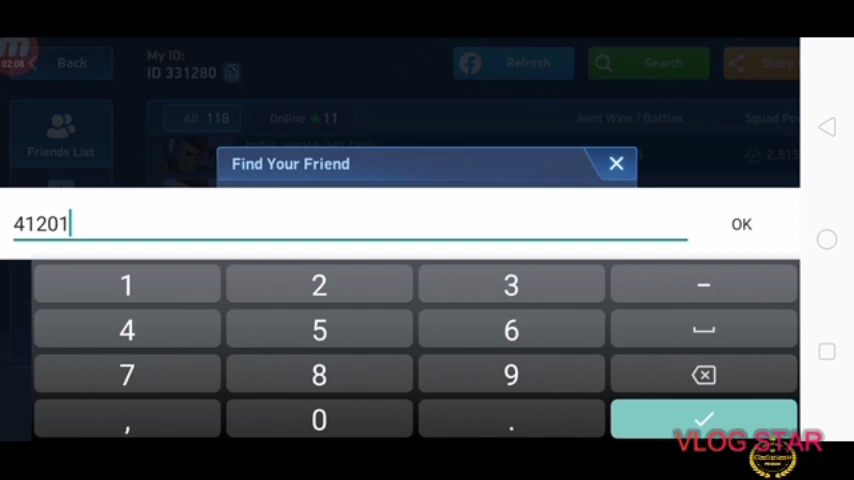 My ID:
02:08
Back
ID 331280
Refresh
Search
Share
All 118
Online 11
Joint Wins / Battles
Friends List
Find Your Friend
2,515
41201
OK
1 2 3 -
4 5 6
7 8 9
, 0 .
VLOG STAR